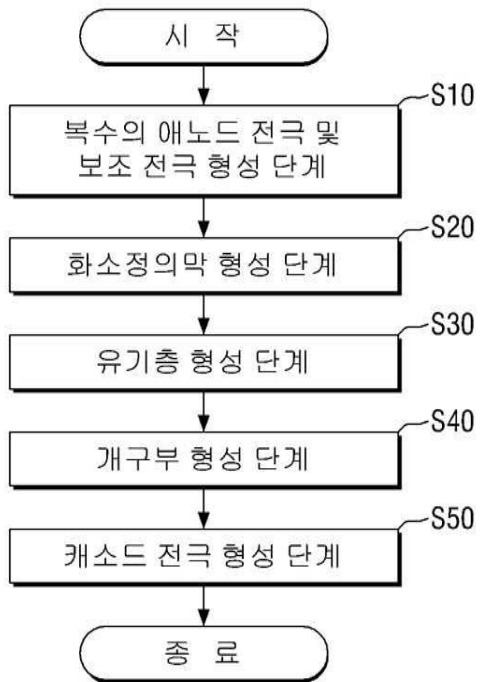 시 작
S10
복수의 애노드 전극 및
보조 전극 형성 단계
S20
화소정의막 형성 단계
S30
유기층 형성 단계
S40
개구부 형성 단계
S50
캐소드 전극 형성 단계
종 료